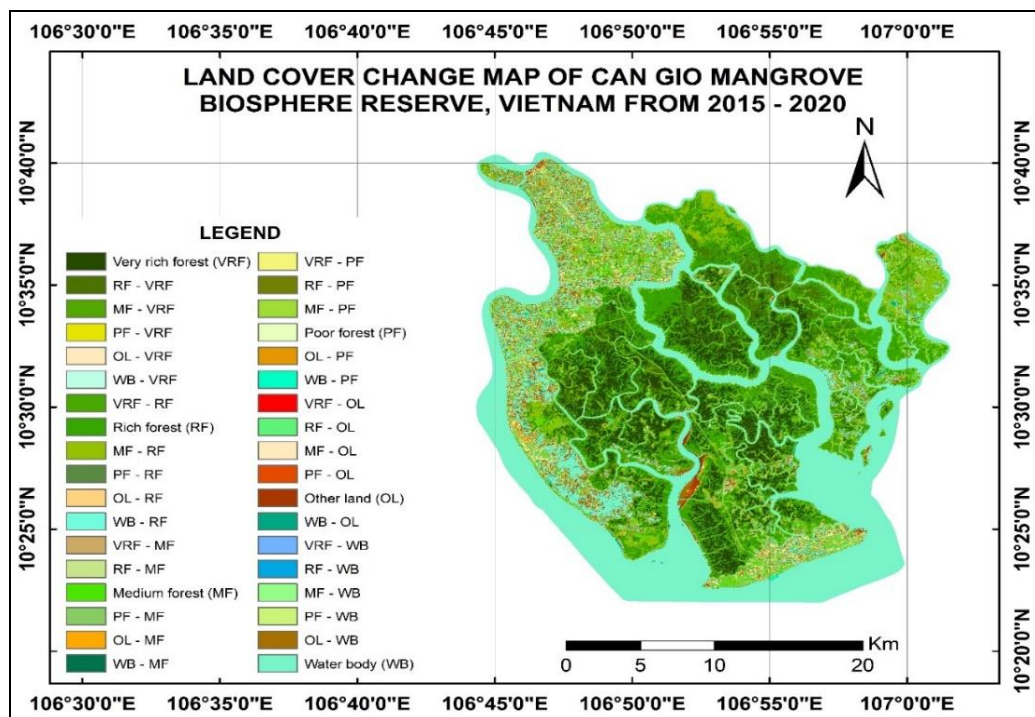 106°30'0"E 106°35'0"E 106°40'0"E 106°45'0"E 106°50'0"E 106°55'0"E 107°0'0"E
LAND COVER CHANGE MAP OF CAN GIO MANGROVE
BIOSPHERE RESERVE, VIETNAM FROM 2015 - 2020
N
10°40'0"N
10°35'0"N
10°30'0"N
10°25'0"N
10°20'0"N
LEGEND
Very rich forest (VRF)
RF - VRF
MF - VRF
PF - VRF
OL - VRF
WB - VRF
VRF - RF
Rich forest (RF)
MF - RF
PF - RF
OL - RF
WB - RF
VRF - MF
RF - MF
Medium forest (MF)
PF - MF
OL - MF
WB - MF
VRF - PF
RF - PF
MF - PF
Poor forest (PF)
OL - PF
WB - PF
VRF - OL
RF - OL
MF - OL
PF - OL
Other land (OL)
WB - OL
VRF - WB
RF - WB
MF - WB
PF - WB
OL - WB
Water body (WB)
10°40'0"N
10°35'0"N
10°30'0"N
10°25'0"N
10°20'0"N
Km
0 5 10 20
106°30'0"E 106°35'0"E 106°40'0"E 106°45'0"E 106°50'0"E 106°55'0"E 107°0'0"E